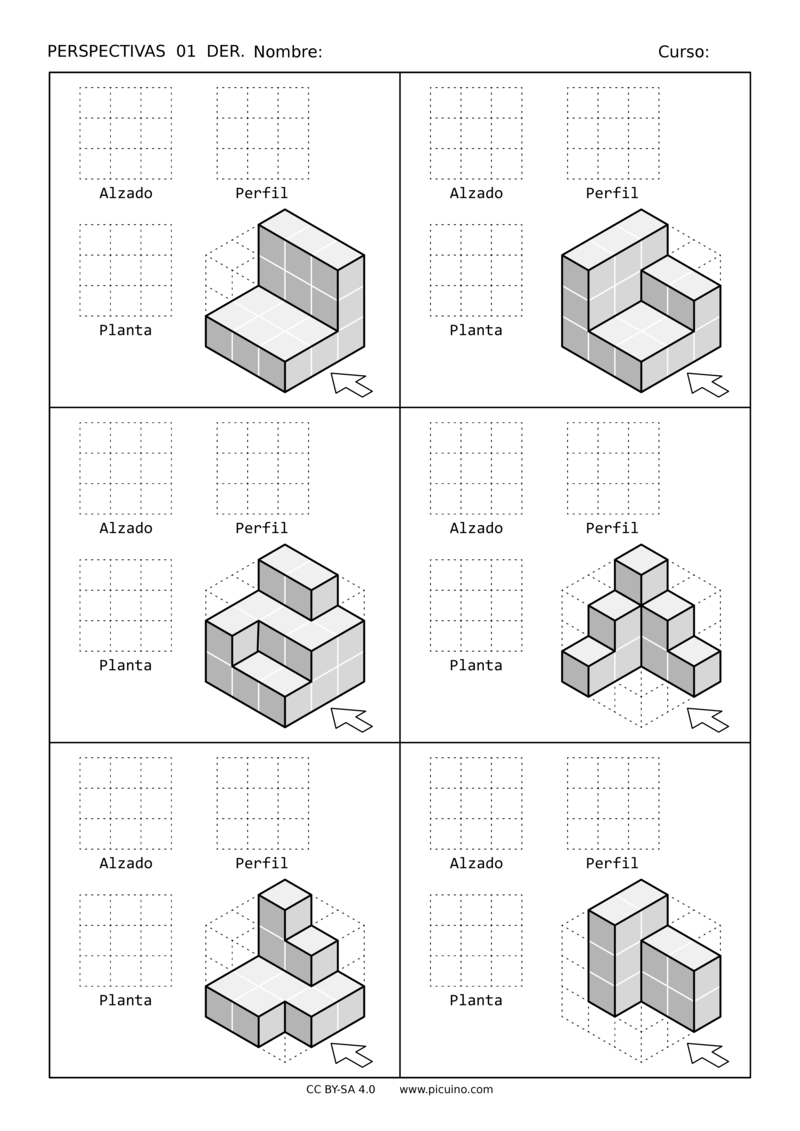 PERSPECTIVAS 01 DER. Nombre: Curso:
Alzado Perfil Alzado Perfil
Planta Planta
Alzado Perfil Alzado Perfil
Planta Planta
Alzado Perfil Alzado Perfil
Planta Planta
CC BY-SA 4.0 www.picuino.com